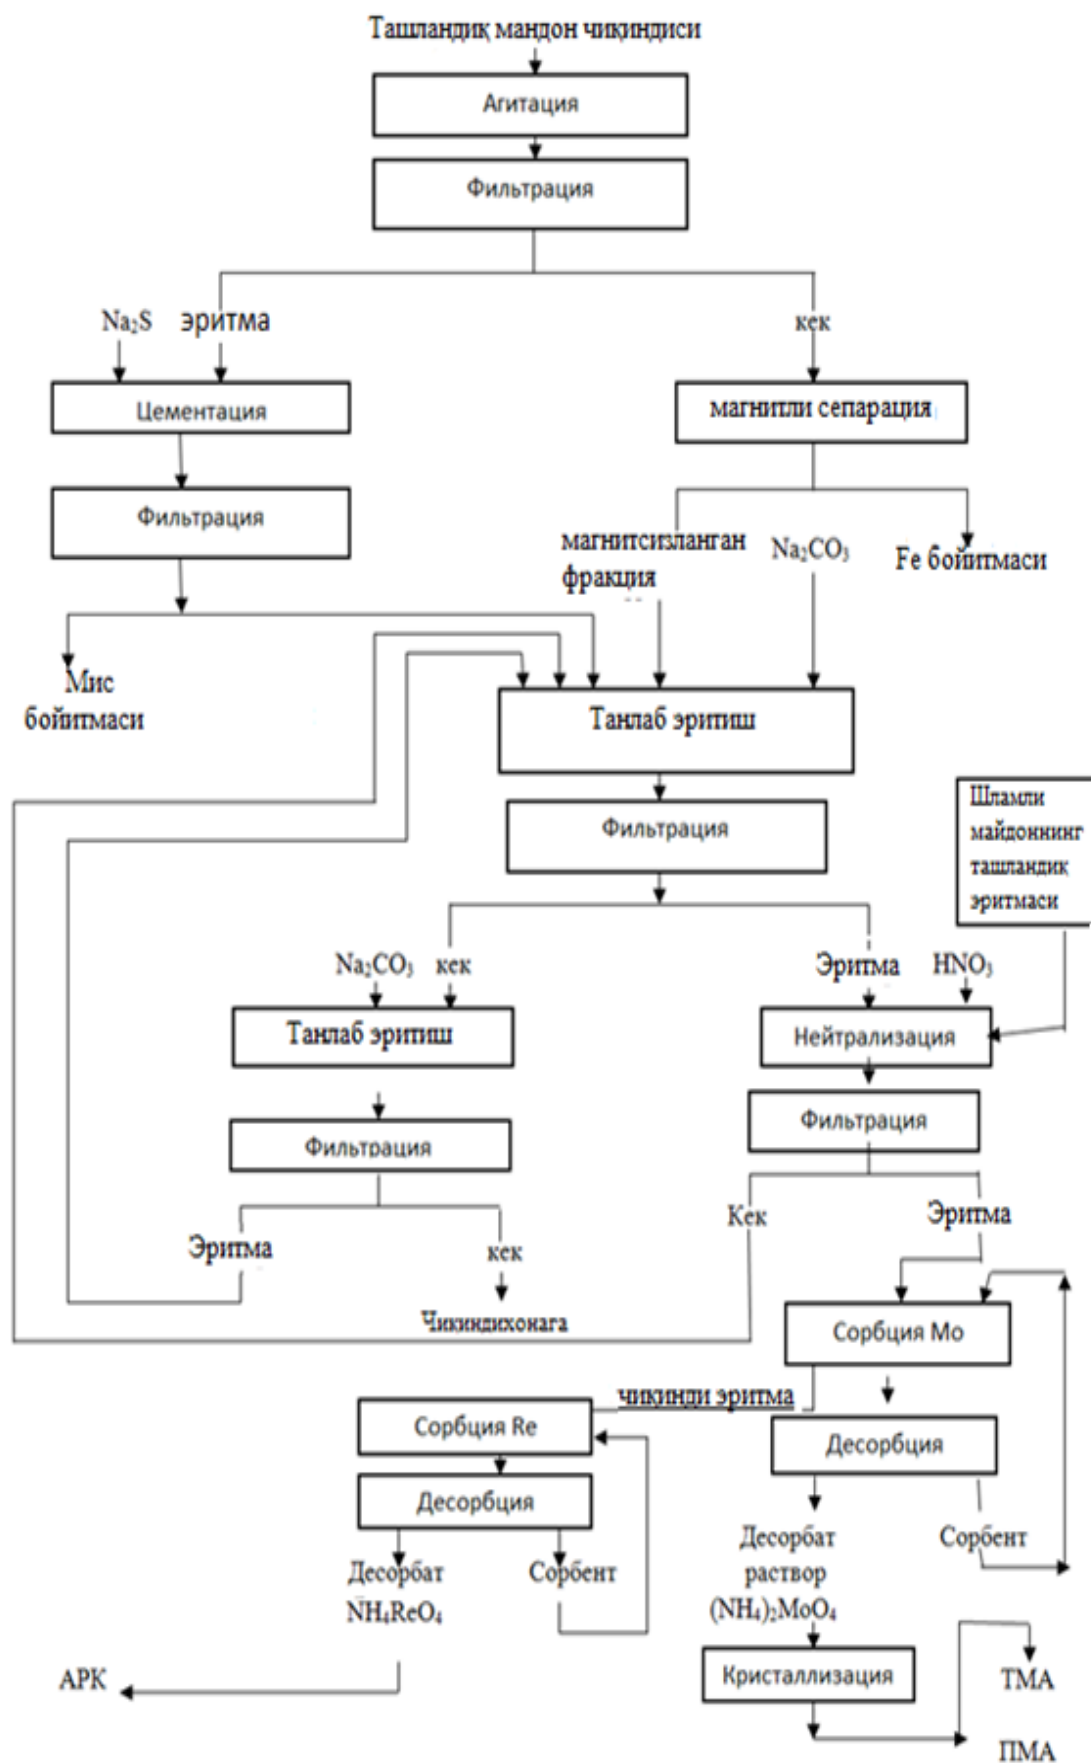 Ташландиқ мандон чиқиндиси
Агитация
Фильтрация
Na₂S
эритма
кек
Цементация
магнитли сепарация
Фильтрация
магнитсизланган
фракция
Na₂CO₃
Fe бойитмаси
Мис
бойитмаси
Танлаб эритиш
Фильтрация
Шламли
майдоннинг
ташландиқ
эритмаси
Na₂CO₃
кек
Эритма
HNO₃
Танлаб эритиш
Нейтрализация
Фильтрация
Фильтрация
Эритма
кек
Кек
Эритма
Чикиндихонага
Сорбция Мо
чиқинди эритма
Сорбция Re
Десорбция
Десорбция
Десорбат
NH₄ReO₄
Сорбент
Десорбат
раствор
(NH₄)₂MoO₄
Сорбент
Кристаллизация
АРК
ТМА
ПМА